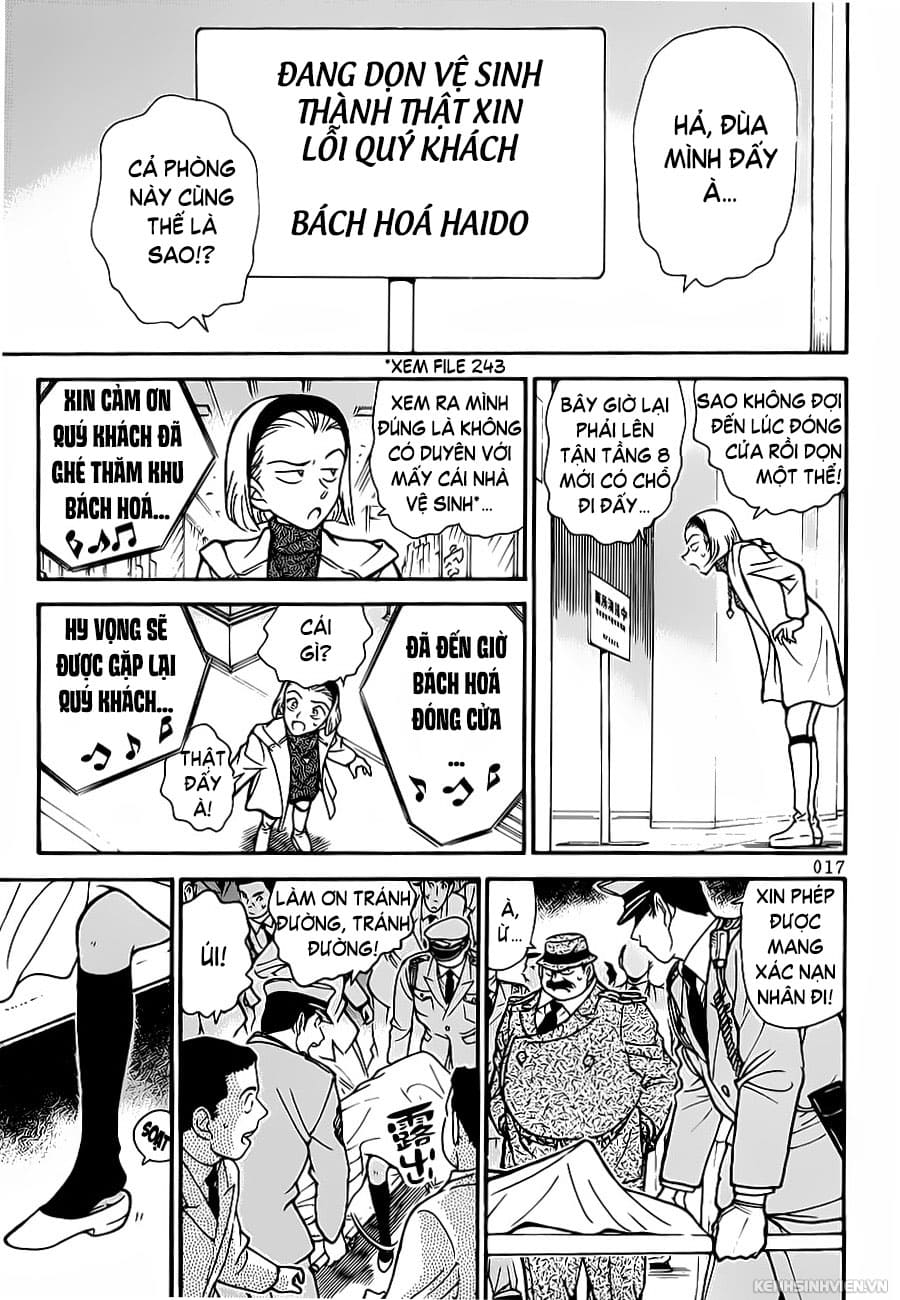 HẢ, ĐÙA
MÌNH ĐẤY
À...
ĐANG DỌN VỆ SINH
THÀNH THẬT XIN
LỖI QUÝ KHÁCH
BÁCH HOÁ HAIDO
CẢ PHÒNG
NÀY CŨNG
THẾ LÀ
SAO!?
*XEM FILE 243
SAO KHÔNG ĐỢI
ĐẾN LÚC ĐÓNG
CỬA RỒI DỌN
MỘT THỂ!
BÂY GIỜ LẠI
PHẢI LÊN
TẬN TẦNG 8
MỚI CÓ CHỖ
ĐI ĐẤY...
XEM RA MÌNH
ĐÚNG LÀ KHÔNG
CÓ DUYÊN VỚI
MẤY CÁI NHÀ
VỆ SINH*...
XIN CẢM ƠN
QUÝ KHÁCH ĐÃ
GHÉ THĂM KHU
BÁCH HOÁ...
ĐÃ ĐẾN GIỜ
BÁCH HOÁ
ĐÓNG CỬA
...
CÁI
GÌ?
HY VỌNG SẼ
ĐƯỢC GẶP LẠI
QUÝ KHÁCH...
THẬT
ĐẤY
À!
017
XIN PHÉP
ĐƯỢC
MANG
XÁC NẠN
NHÂN ĐI!
À,
Ừ...
LÀM ƠN TRÁNH
ĐƯỜNG, TRÁNH
ĐƯỜNG!
ÚI!
露出
SOẠT
KENHSINHVIEN.VN